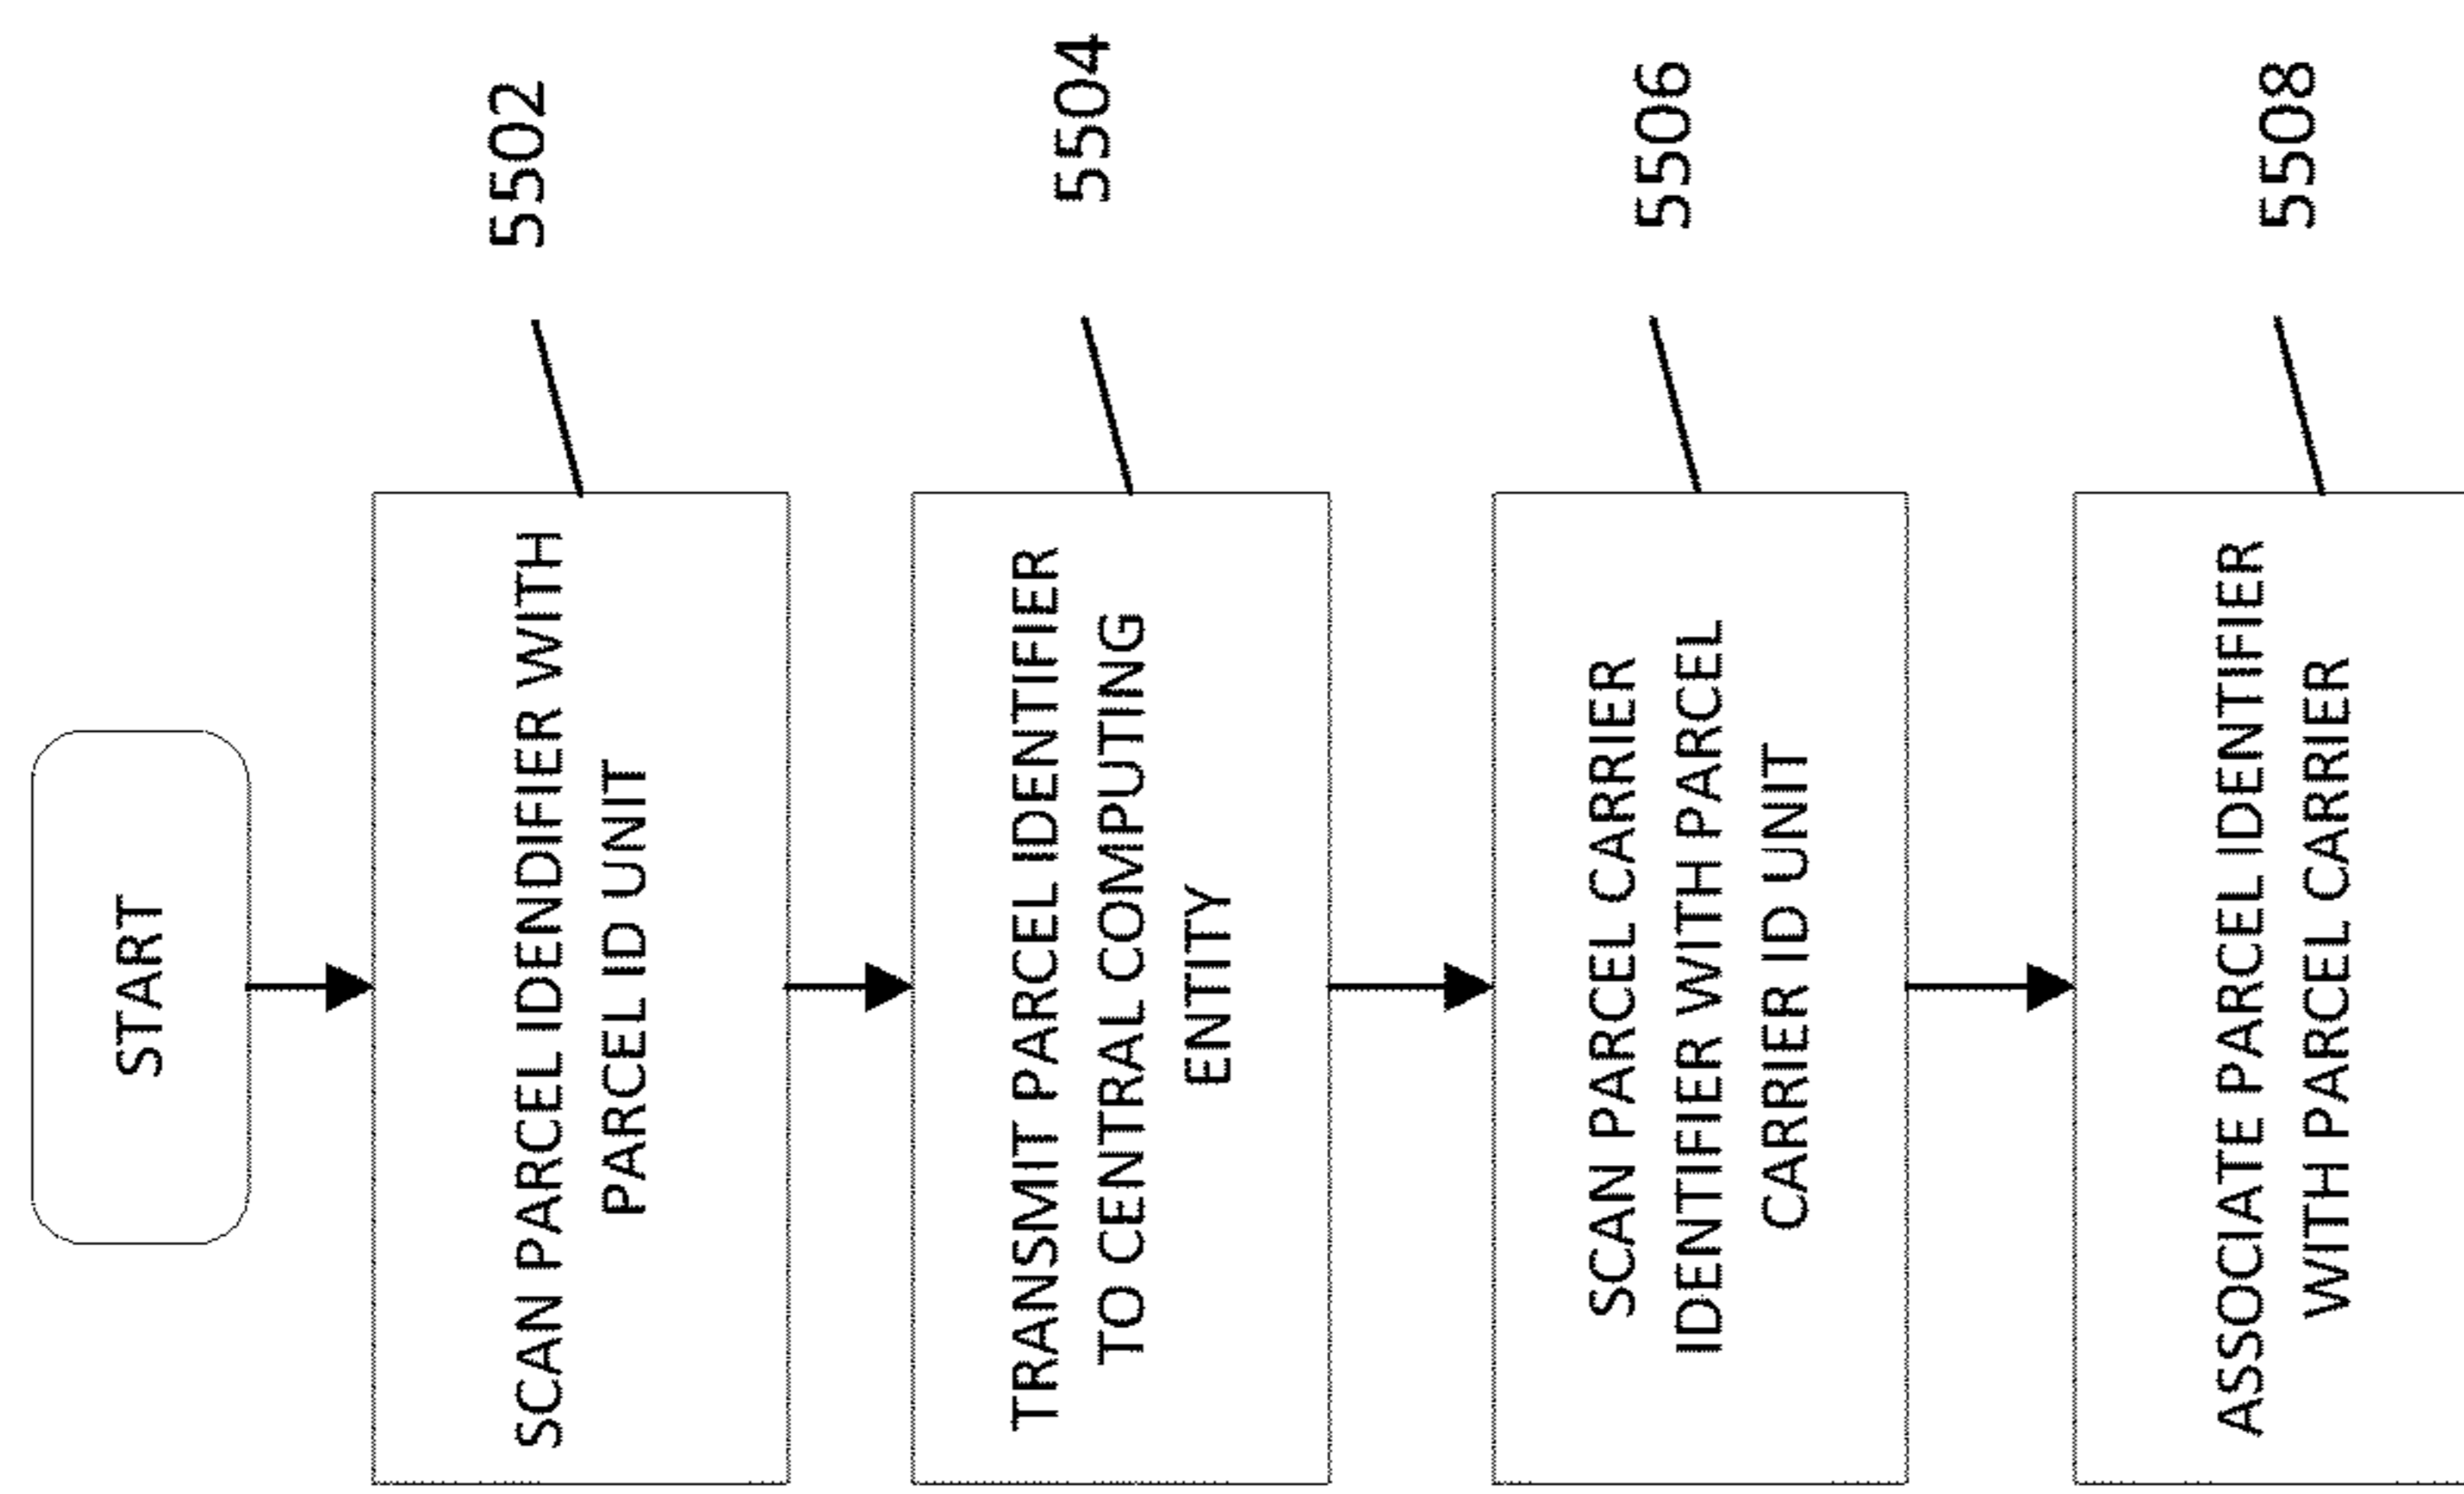 START
SCAN PARCEL IDENDIFIER WITH
PARCEL ID UNIT
5502
TRANSMIT PARCEL IDENTIFIER
TO CENTRAL COMPUTING
ENTITY
5504
SCAN PARCEL CARRIER
IDENTIFIER WITH PARCEL
CARRIER ID UNIT
5506
ASSOCIATE PARCEL IDENTIFIER
WITH PARCEL CARRIER
5508